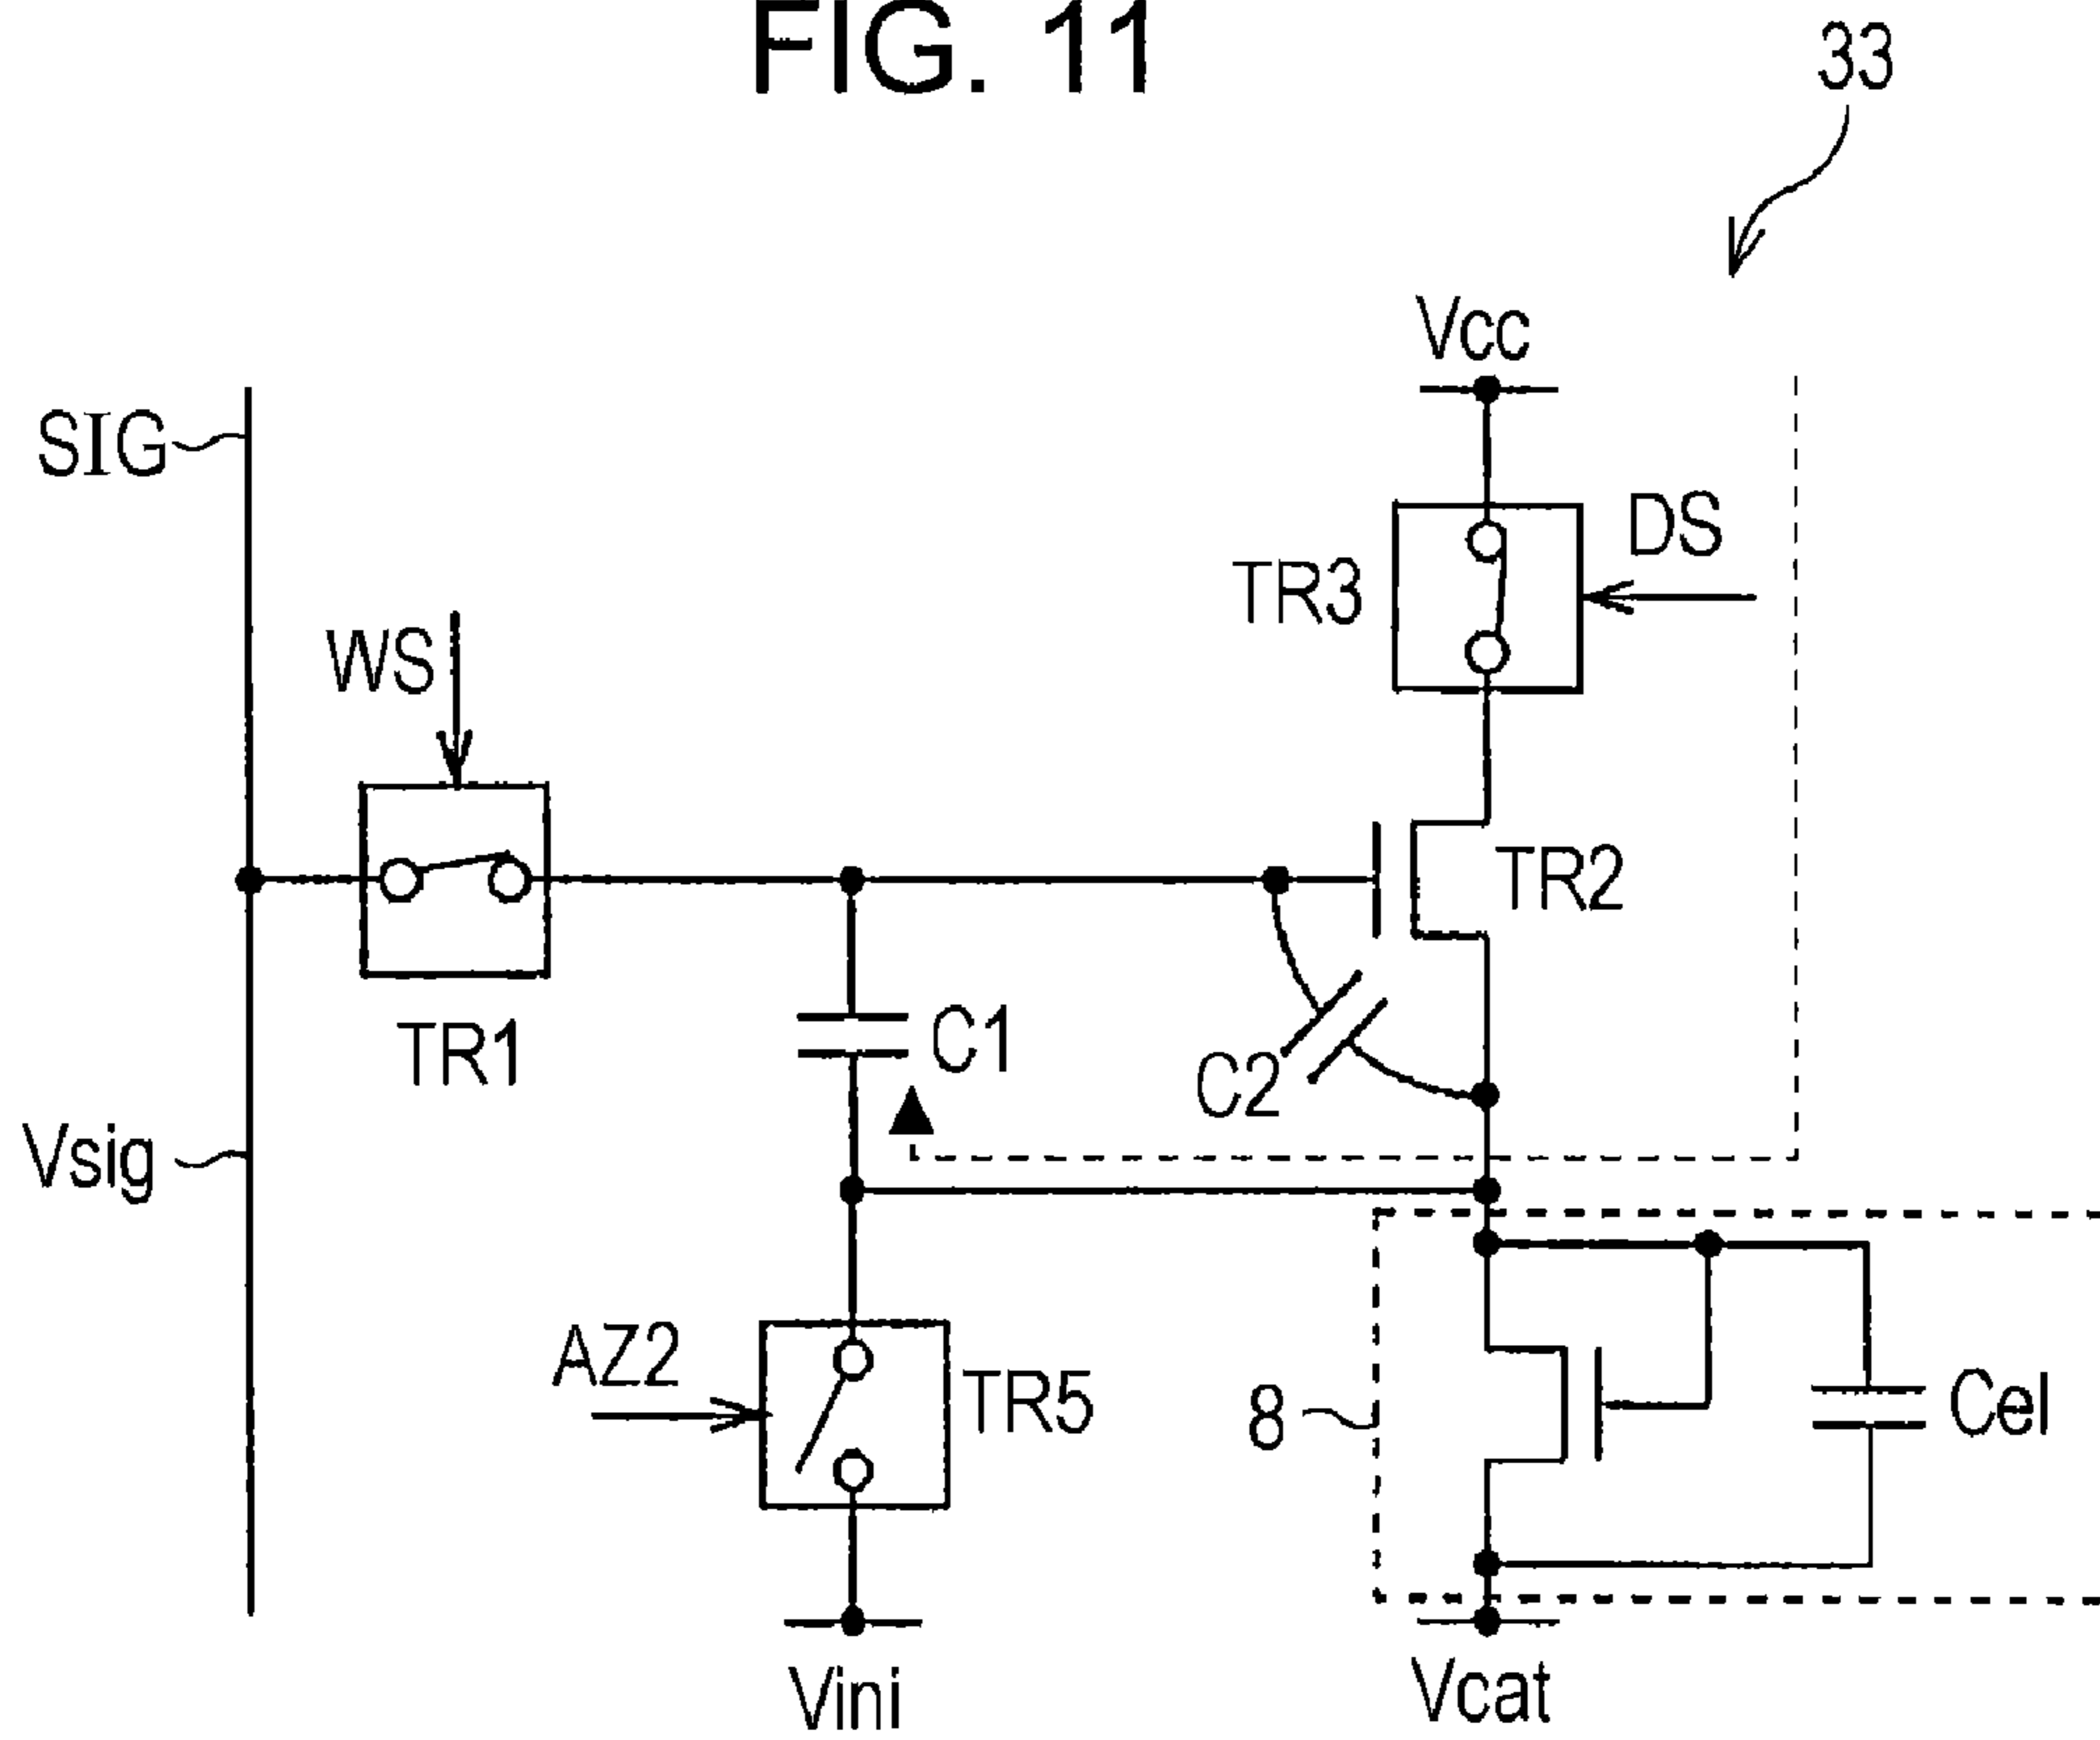 FIG. 11
33
Vcc
SIG
DS
TR3
WS
TR2
C1
TR1
C2
Vsig
AZ2
TR5
8
Cel
Vini
Vcat